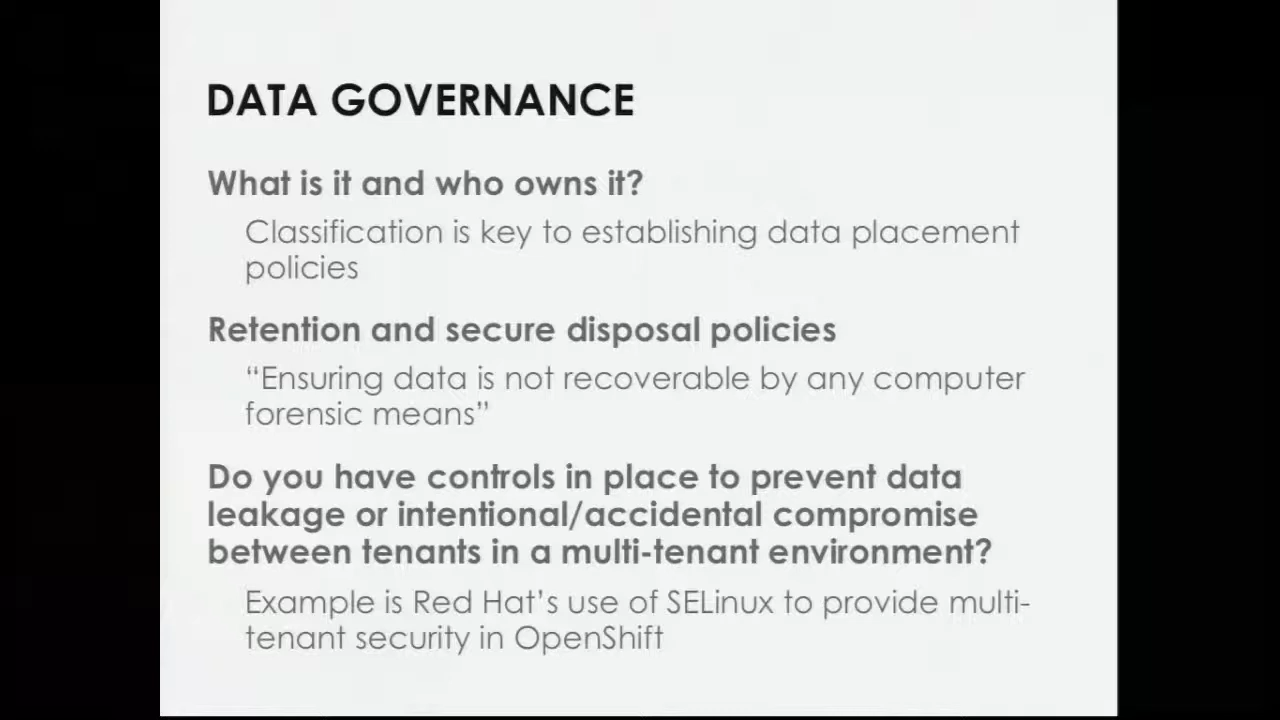 DATA GOVERNANCE
What is it and who owns it?
Classification is key to establishing data placement
policies
Retention and secure disposal policies
“Ensuring data is not recoverable by any computer
forensic means”
Do you have controls in place to prevent data
leakage or intentional/accidental compromise
between tenants in a multi-tenant environment?
Example is Red Hat’s use of SELinux to provide multi-
tenant security in OpenShift